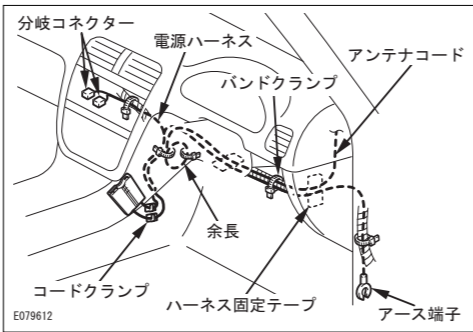 分岐コネクター
電源ハーネス
アンテナコード
バンドクランプ
余長
コードクランプ
ハーネス固定テープ
アース端子
E079612